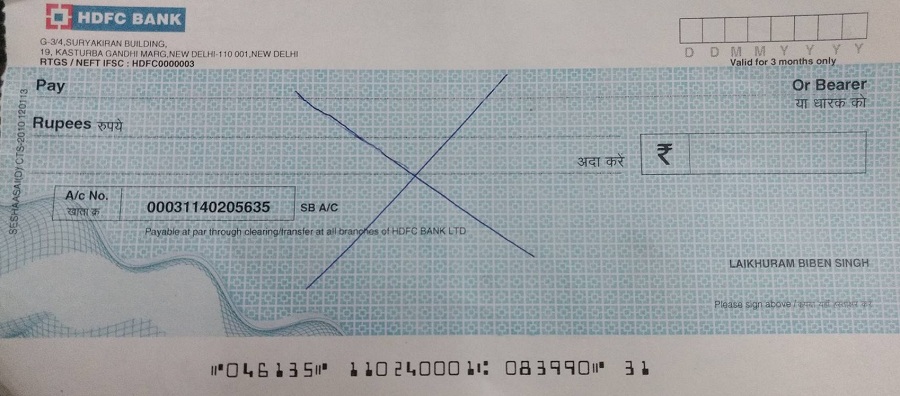 HDFC BANK
G-3/4,SURYAKIRAN BUILDING,
19, KASTURBA GANDHI MARG,NEW DELHI-110 001,NEW DELHI
RTGS / NEFT IFSC : HDFC0000003
D D M M Y Y Y Y
Valid for 3 months only
Pay
Or Bearer
या धारक को
Rupees रुपये
अदा करें
₹
A/c No.
खाता क्र
00031140205635
SB A/C
Payable at par through clearing/transfer at all branches of HDFC BANK LTD
LAIKHURAM BIBEN SINGH
Please sign above /
SESHAASAI(D)/CTS-2010
⑈046135⑈ 110240001⑆ 083990⑈ 31